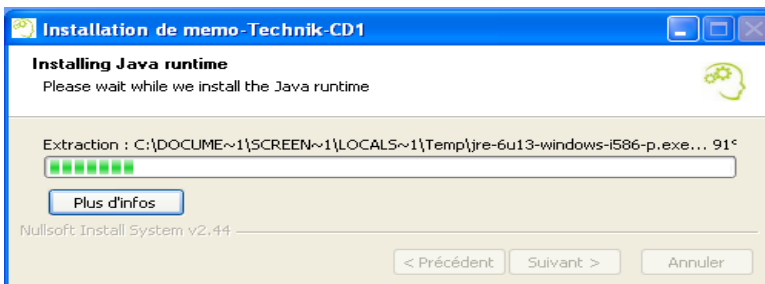 Installation de memo-Technik-CD1
Installing Java runtime
Please wait while we install the Java runtime
Extraction : C:\DOCUME~1\SCREEN~1\LOCALS~1\Temp\jre-6u13-windows-i586-p.exe... 91
Plus d'infos
Nullsoft Install System v2.44
< Précédent Suivant > Annuler